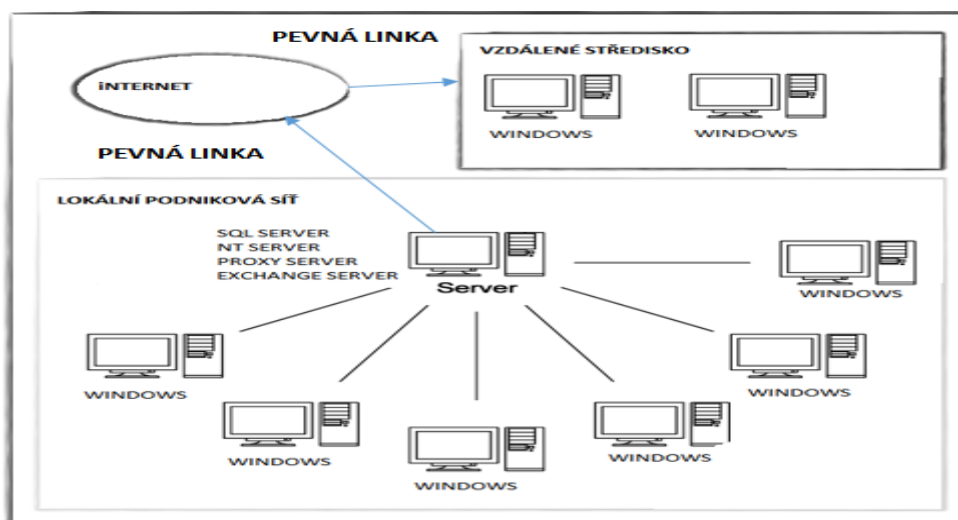 PEVNÁ LINKA
VZDÁLENÉ STŘEDISKO
iNTERNET
WINDOWS
WINDOWS
PEVNÁ LINKA
LOKÁLNÍ PODNIKOVÁ SÍŤ
SQL SERVER
NT SERVER
PROXY SERVER
EXCHANGE SERVER
Server
WINDOWS
WINDOWS
WINDOWS
WINDOWS
WINDOWS
WINDOWS